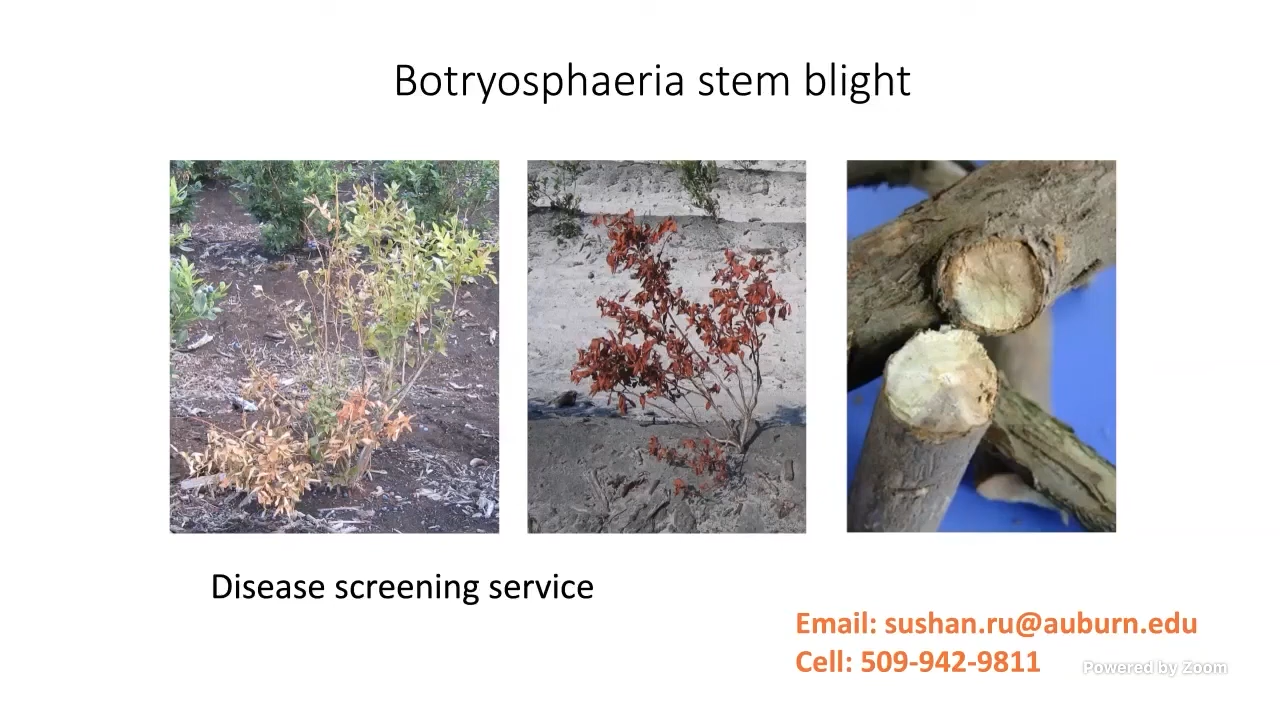 Botryosphaeria stem blight
Disease screening service
Email: sushan.ru@auburn.edu
Cell: 509-942-9811
Powered by Zoom